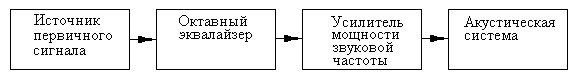 Источник
первичного
сигнала
Октавный
эквалайзер
Усилитель
мощности
звуковой
частоты
Акустическая
система